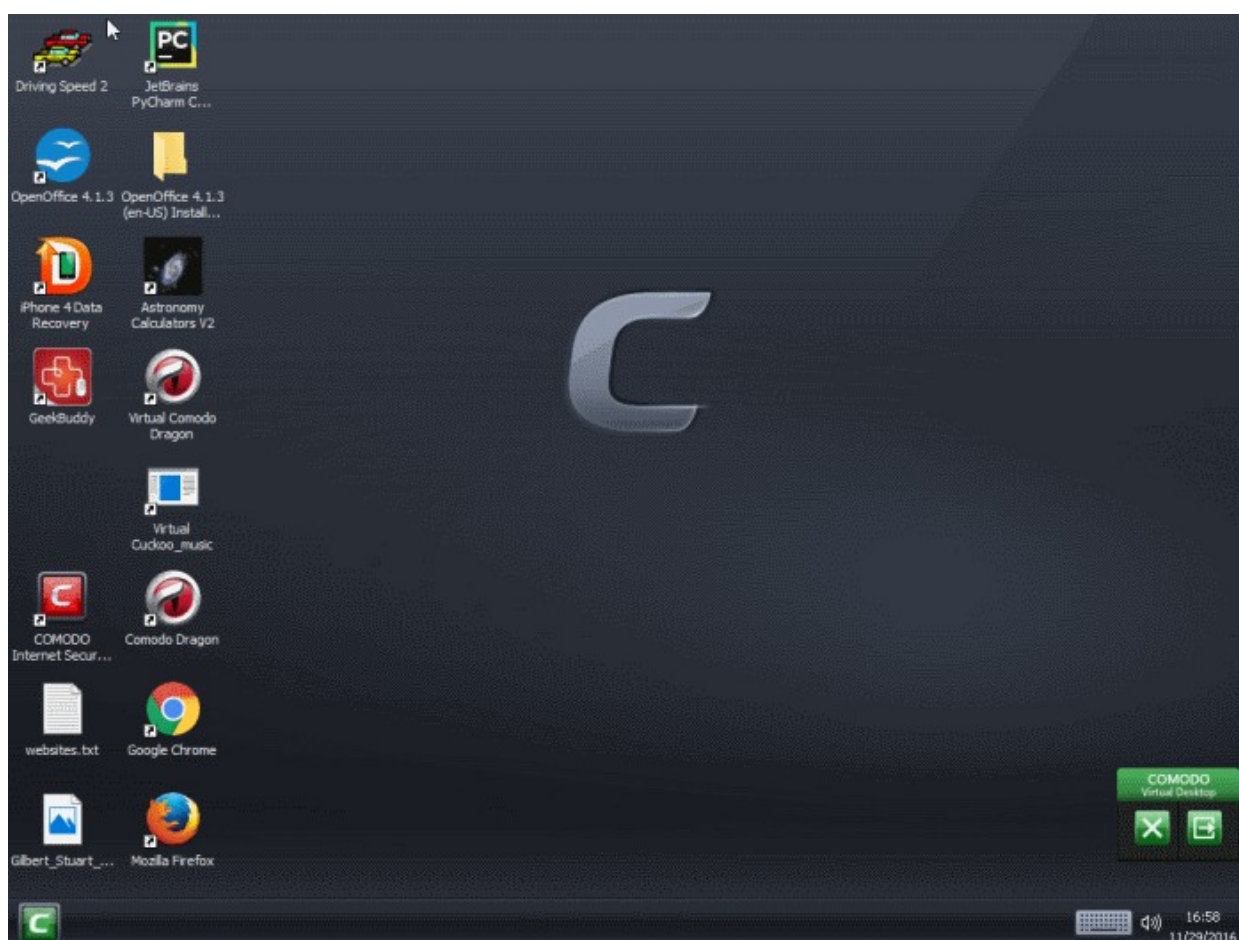 Driving Speed 2
JetBrains
PyCharm C...
OpenOffice 4.1.3
OpenOffice 4.1.3
(en-US) Install...
iPhone 4 Data
Recovery
Astronomy
Calculators V2
GeekBuddy
Virtual Comodo
Dragon
Virtual
Cuckoo_music
COMODO
Internet Secur...
Comodo Dragon
websites.txt
Google Chrome
Gilbert_Stuart_...
Mozilla Firefox
COMODO
Virtual Desktop
16:58
11/29/2016